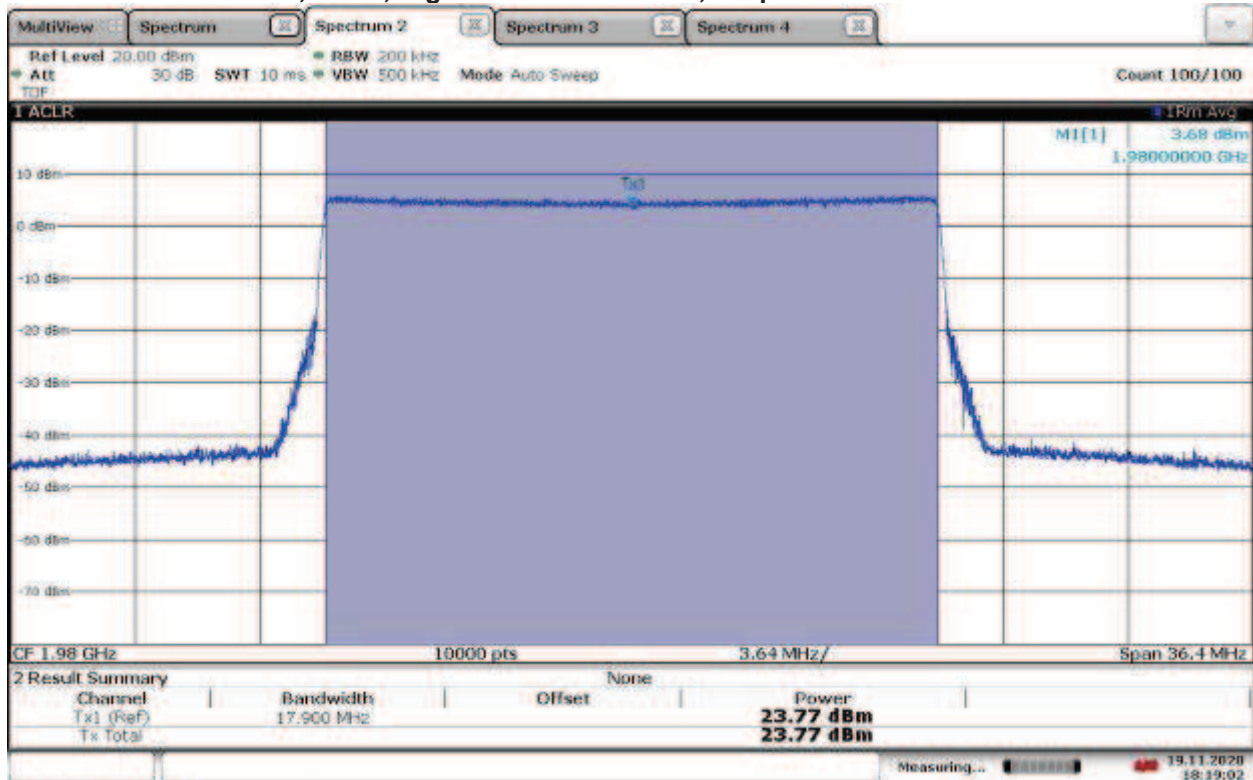 MultiView Spectrum Spectrum 2 Spectrum 3 Spectrum 4
Ref Level 20.00 dBm RBW 200 kHz
Att 30 dB SWT 10 ms VBW 500 kHz Mode Auto Sweep Count 100/100
TDF
1 ACLR 1Rm Avg
M1[1] 3.68 dBm
1.98000000 GHz
10 dBm
Tx1
0 dBm
-10 dBm
-20 dBm
-30 dBm
-40 dBm
-50 dBm
-60 dBm
-70 dBm
CF 1.98 GHz 10000 pts 3.64 MHz/ Span 36.4 MHz
2 Result Summary None
Channel Bandwidth Offset Power
Tx1 (Ref) 17.900 MHz 23.77 dBm
Tx Total 23.77 dBm
Measuring... 19.11.2020
18:19:02